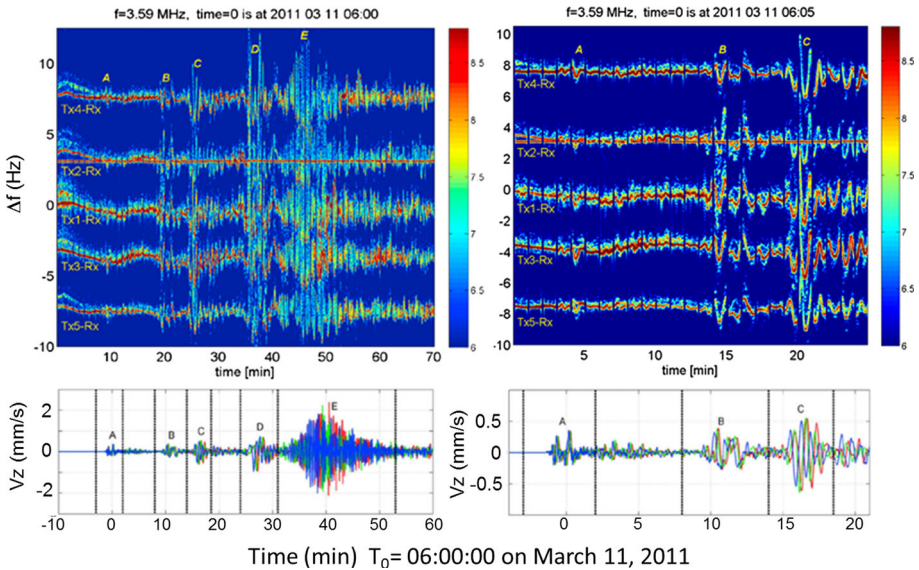 f=3.59 MHz, time=0 is at 2011 03 11 06:00
A B C D E
10
5
0
-5
-10
Δf (Hz)
Tx4-Rx
Tx2-Rx
Tx1-Rx
Tx3-Rx
Tx5-Rx
10 20 30 40 50 60 70
time [min]
8.5
8
7.5
7
6.5
6
f=3.59 MHz, time=0 is at 2011 03 11 06:05
A B C
10
8
6
4
2
0
-2
-4
-6
-8
-10
Tx4-Rx
Tx2-Rx
Tx1-Rx
Tx3-Rx
Tx5-Rx
5 10 15 20 25
time [min]
8.5
8
7.5
7
6.5
6
Vz (mm/s)
2
0
-2
A B C D E
-10 0 10 20 30 40 50 60
Vz (mm/s)
0.5
0
-0.5
A B C
0 5 10 15 20
Time (min) T0= 06:00:00 on March 11, 2011